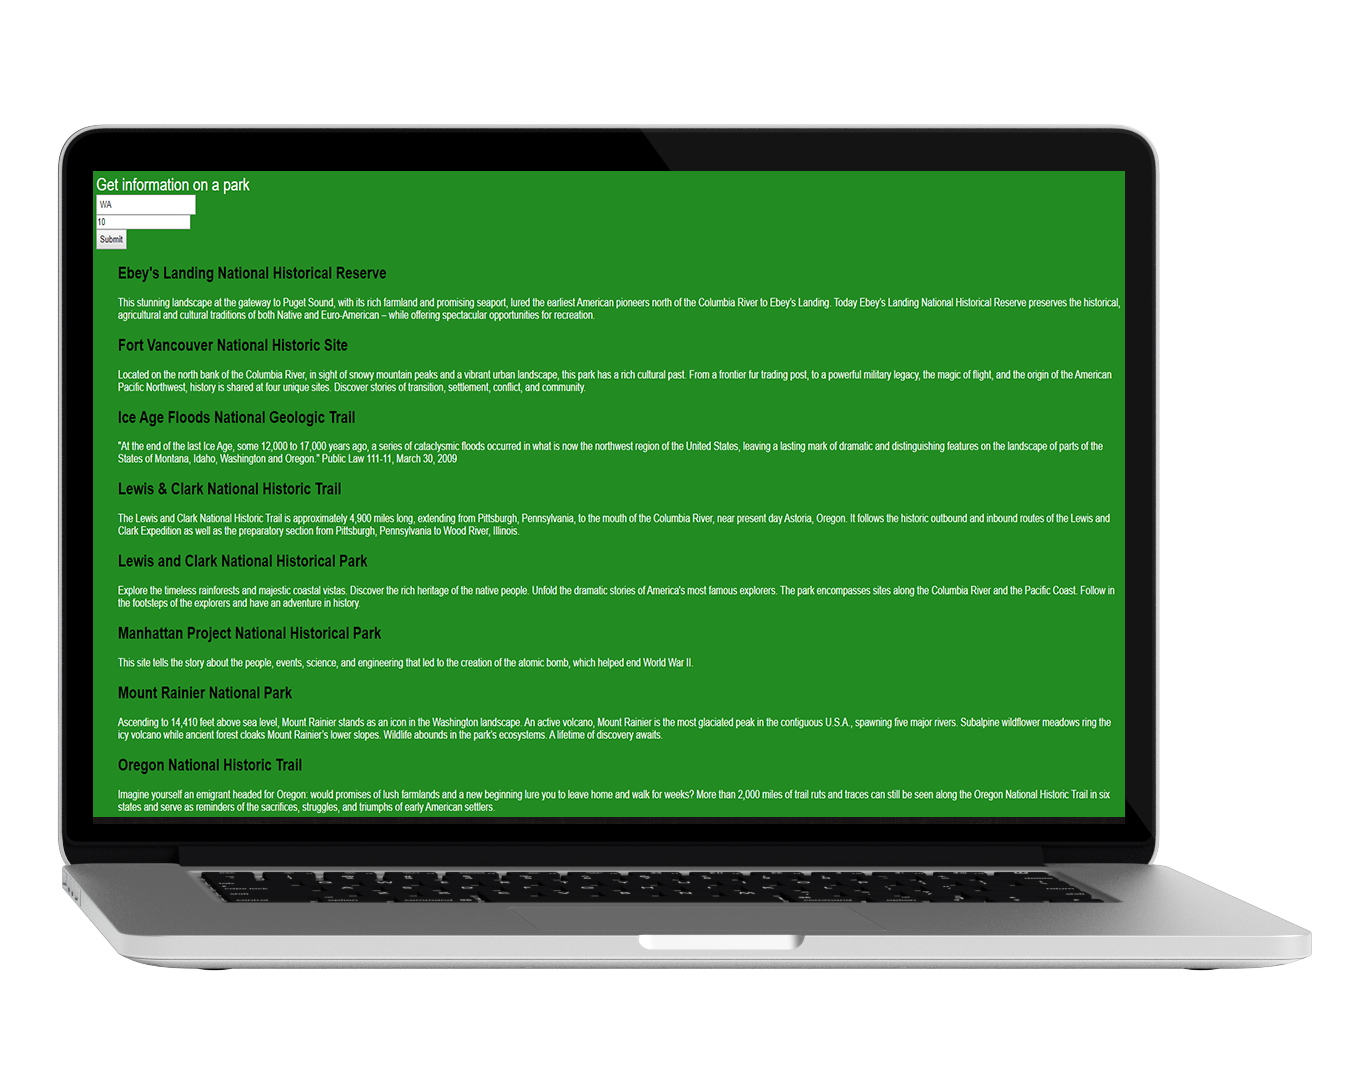 Get information on a park
WA
10
Submit
Ebey's Landing National Historical Reserve
This stunning landscape at the gateway to Puget Sound, with its rich farmland and promising seaport, lured the earliest American pioneers north of the Columbia River to Ebey's Landing. Today Ebey's Landing National Historical Reserve preserves the historical,
agricultural and cultural traditions of both Native and Euro-American – while offering spectacular opportunities for recreation.
Fort Vancouver National Historic Site
Located on the north bank of the Columbia River, in sight of snowy mountain peaks and a vibrant urban landscape, this park has a rich cultural past. From a frontier fur trading post, to a powerful military legacy, the magic of flight, and the origin of the American
Pacific Northwest, history is shared at four unique sites. Discover stories of transition, settlement, conflict, and community.
Ice Age Floods National Geologic Trail
"At the end of the last Ice Age, some 12,000 to 17,000 years ago, a series of cataclysmic floods occurred in what is now the northwest region of the United States, leaving a lasting mark of dramatic and distinguishing features on the landscape of parts of the
States of Montana, Idaho, Washington and Oregon." Public Law 111-11, March 30, 2009
Lewis & Clark National Historic Trail
The Lewis and Clark National Historic Trail is approximately 4,900 miles long, extending from Pittsburgh, Pennsylvania, to the mouth of the Columbia River, near present day Astoria, Oregon. It follows the historic outbound and inbound routes of the Lewis and
Clark Expedition as well as the preparatory section from Pittsburgh, Pennsylvania to Wood River, Illinois.
Lewis and Clark National Historical Park
Explore the timeless rainforests and majestic coastal vistas. Discover the rich heritage of the native people. Unfold the dramatic stories of America's most famous explorers. The park encompasses sites along the Columbia River and the Pacific Coast. Follow in
the footsteps of the explorers and have an adventure in history.
Manhattan Project National Historical Park
This site tells the story about the people, events, science, and engineering that led to the creation of the atomic bomb, which helped end World War II.
Mount Rainier National Park
Ascending to 14,410 feet above sea level, Mount Rainier stands as an icon in the Washington landscape. An active volcano, Mount Rainier is the most glaciated peak in the contiguous U.S.A., spawning five major rivers. Subalpine wildflower meadows ring the
icy volcano while ancient forest cloaks Mount Rainier's lower slopes. Wildlife abounds in the park's ecosystems. A lifetime of discovery awaits.
Oregon National Historic Trail
Imagine yourself an emigrant headed for Oregon: would promises of lush farmlands and a new beginning lure you to leave home and walk for weeks? More than 2,000 miles of trail ruts and traces can still be seen along the Oregon National Historic Trail in six
states and serve as reminders of the sacrifices, struggles, and triumphs of early American settlers.